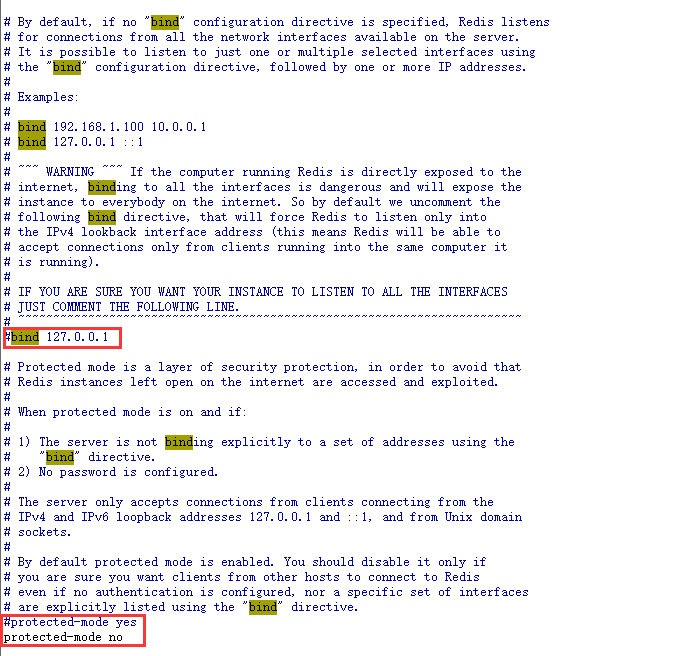 # By default, if no "bind" configuration directive is specified, Redis listens
# for connections from all the network interfaces available on the server.
# It is possible to listen to just one or multiple selected interfaces using
# the "bind" configuration directive, followed by one or more IP addresses.
#
# Examples:
#
# bind 192.168.1.100 10.0.0.1
# bind 127.0.0.1 ::1
#
# ~~~ WARNING ~~~ If the computer running Redis is directly exposed to the
# internet, binding to all the interfaces is dangerous and will expose the
# instance to everybody on the internet. So by default we uncomment the
# following bind directive, that will force Redis to listen only into
# the IPv4 lookback interface address (this means Redis will be able to
# accept connections only from clients running into the same computer it
# is running).
#
# IF YOU ARE SURE YOU WANT YOUR INSTANCE TO LISTEN TO ALL THE INTERFACES
# JUST COMMENT THE FOLLOWING LINE.
# ~~~~~~~~~~~~~~~~~~~~~~~~~~~~~~~~~~~~~~~~~~~~~~~~~~~~~~~~~~~~~~~~~~~~~~~~
#bind 127.0.0.1
# Protected mode is a layer of security protection, in order to avoid that
# Redis instances left open on the internet are accessed and exploited.
#
# When protected mode is on and if:
#
# 1) The server is not binding explicitly to a set of addresses using the
#    "bind" directive.
# 2) No password is configured.
#
# The server only accepts connections from clients connecting from the
# IPv4 and IPv6 loopback addresses 127.0.0.1 and ::1, and from Unix domain
# sockets.
#
# By default protected mode is enabled. You should disable it only if
# you are sure you want clients from other hosts to connect to Redis
# even if no authentication is configured, nor a specific set of interfaces
# are explicitly listed using the "bind" directive.
#protected-mode yes
protected-mode no